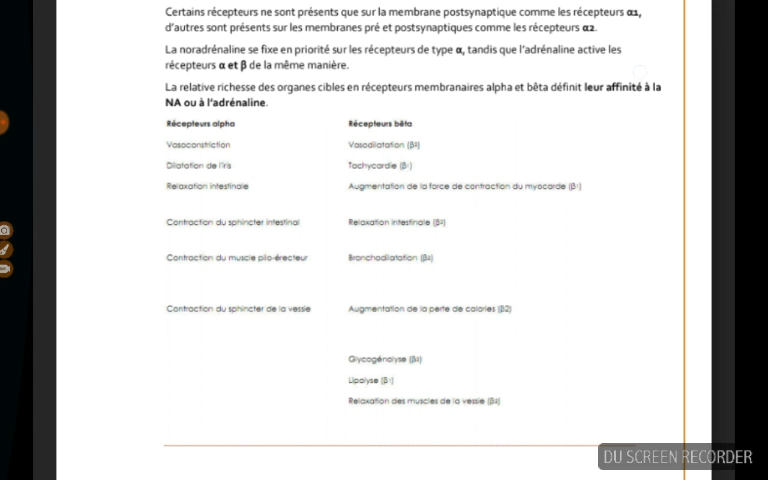 Certains récepteurs ne sont présents que sur la membrane postsynaptique comme les récepteurs α1,
d'autres sont présents sur les membranes pré et postsynaptiques comme les récepteurs α2.
La noradrénaline se fixe en priorité sur les récepteurs de type α, tandis que l'adrénaline active les
récepteurs α et β de la même manière.
La relative richesse des organes cibles en récepteurs membranaires alpha et bêta définit leur affinité à la
NA ou à l'adrénaline.
Récepteurs alpha Récepteurs bêta
Vasoconstriction Vasodilatation (β2)
Dilatation de l'iris Tachycardie (β1)
Relaxation intestinale Augmentation de la force de contraction du myocarde (β1)
Contraction du sphincter intestinal Relaxation intestinale (β2)
Contraction du muscle pilo-érecteur Bronchodilatation (β2)
Contraction du sphincter de la vessie Augmentation de la perte de calories (β2)
Glycogénolyse (β2)
Lipolyse (β1)
Relaxation des muscles de la vessie (β2)
DU SCREEN RECORDER